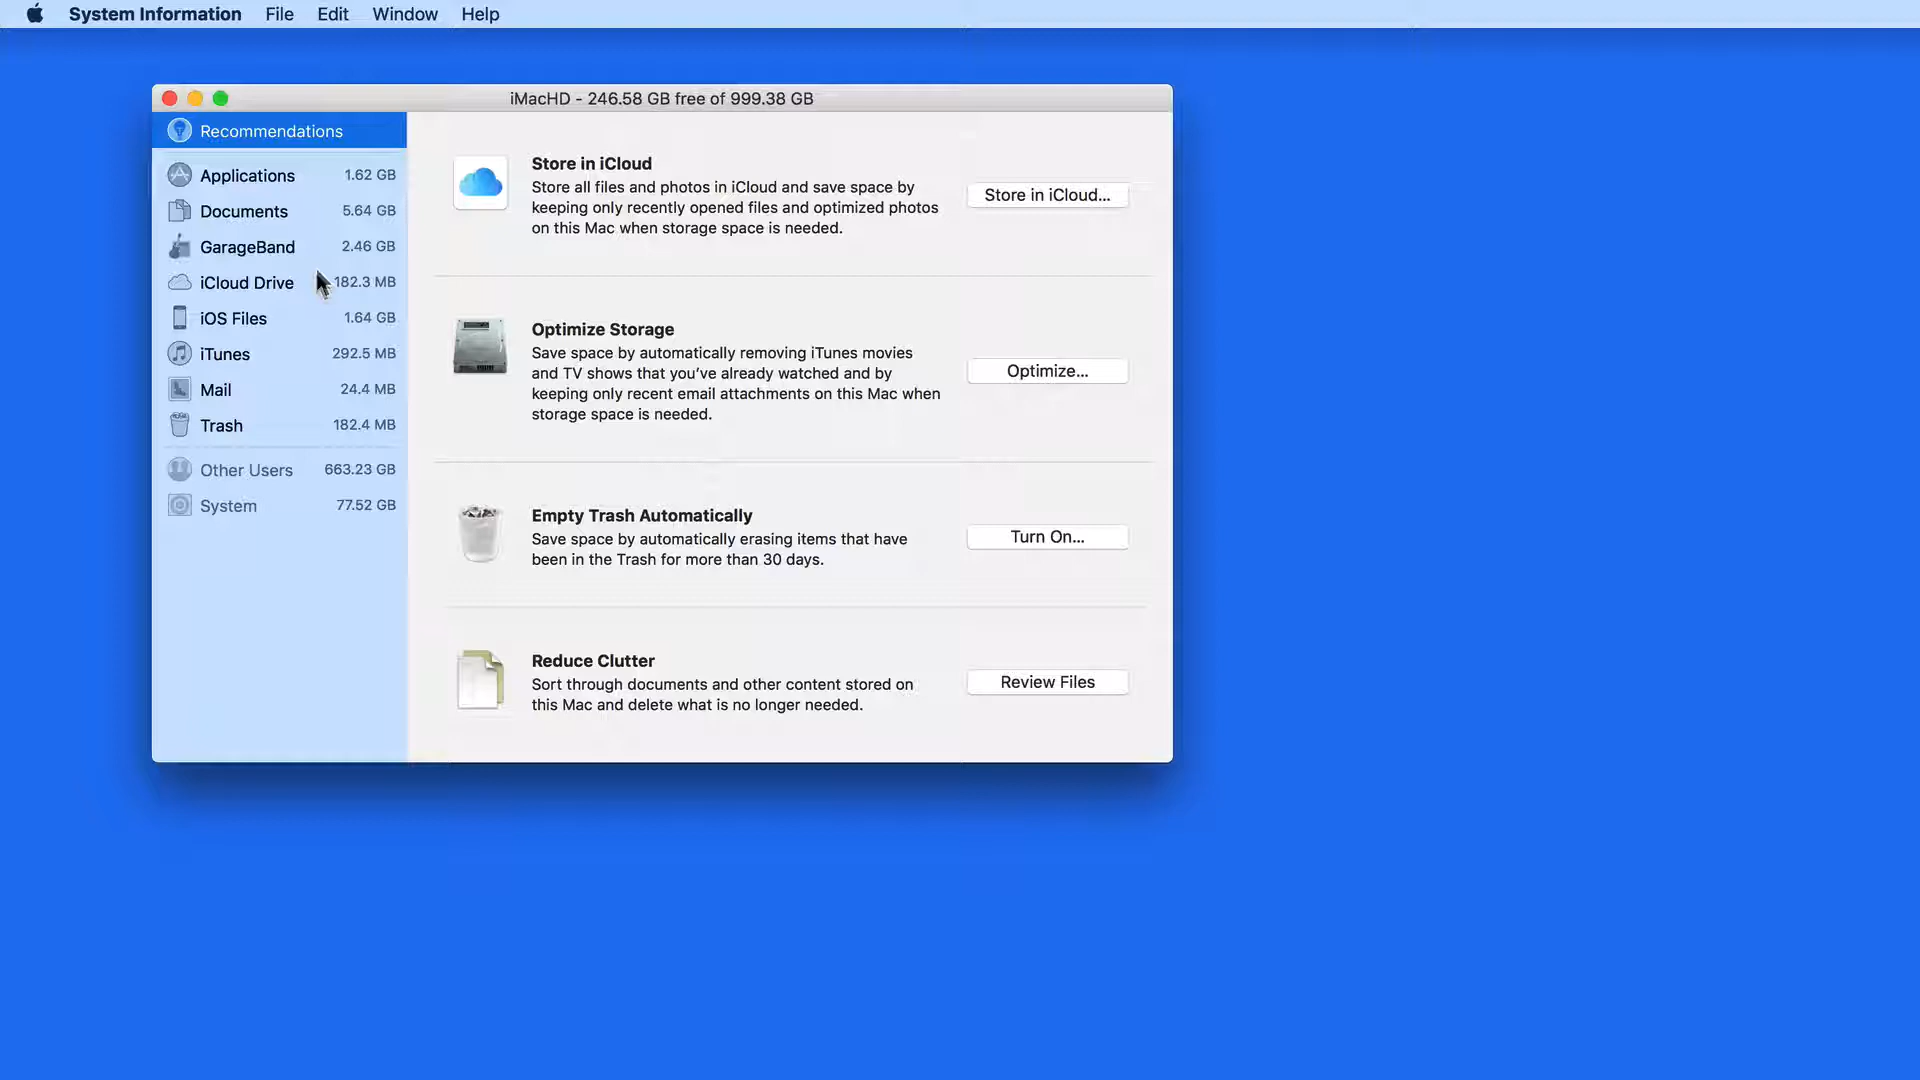 System Information File Edit Window Help
iMacHD - 246.58 GB free of 999.38 GB
Recommendations
Applications 1.62 GB
Documents 5.64 GB
GarageBand 2.46 GB
iCloud Drive 182.3 MB
iOS Files 1.64 GB
iTunes 292.5 MB
Mail 24.4 MB
Trash 182.4 MB
Other Users 663.23 GB
System 77.52 GB
Store in iCloud
Store all files and photos in iCloud and save space by
keeping only recently opened files and optimized photos
on this Mac when storage space is needed.
Store in iCloud...
Optimize Storage
Save space by automatically removing iTunes movies
and TV shows that you've already watched and by
keeping only recent email attachments on this Mac when
storage space is needed.
Optimize...
Empty Trash Automatically
Save space by automatically erasing items that have
been in the Trash for more than 30 days.
Turn On...
Reduce Clutter
Sort through documents and other content stored on
this Mac and delete what is no longer needed.
Review Files